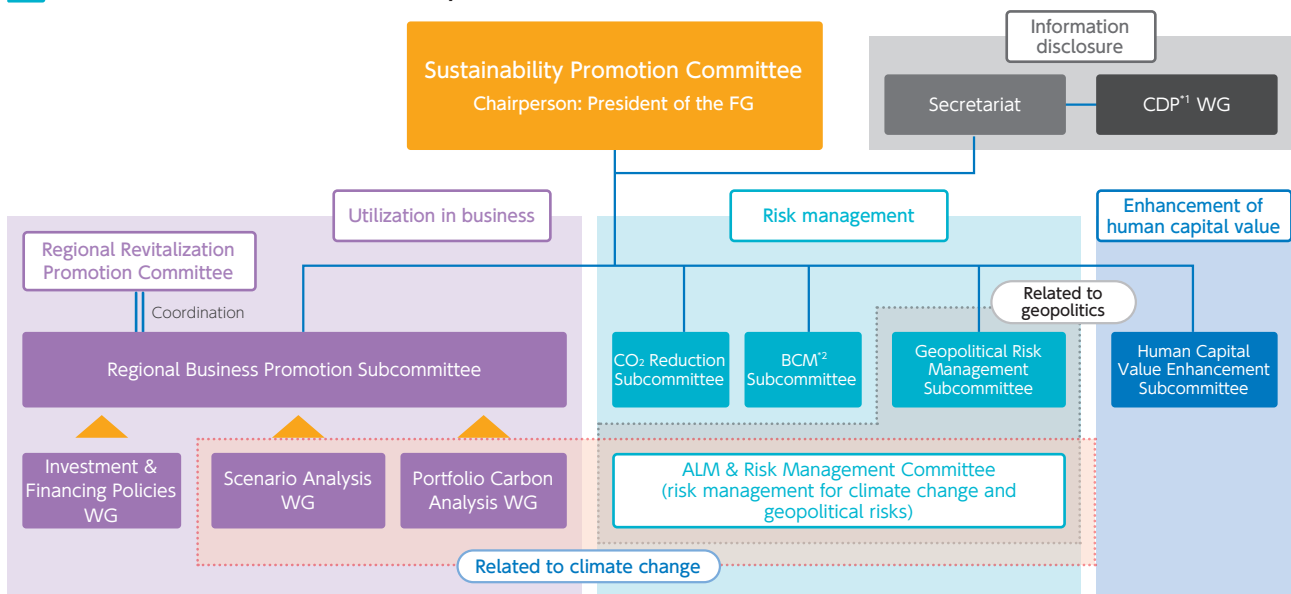 Sustainability Promotion Committee
Chairperson: President of the FG
Information
disclosure
Secretariat
CDP*1 WG
Utilization in business
Risk management
Enhancement of
human capital value
Regional Revitalization
Promotion Committee
Coordination
Related to
geopolitics
Regional Business Promotion Subcommittee
CO2 Reduction
Subcommittee
BCM*2
Subcommittee
Geopolitical Risk
Management
Subcommittee
Human Capital
Value Enhancement
Subcommittee
Investment &
Financing Policies
WG
Scenario Analysis
WG
Portfolio Carbon
Analysis WG
ALM & Risk Management Committee
(risk management for climate change and
geopolitical risks)
Related to climate change